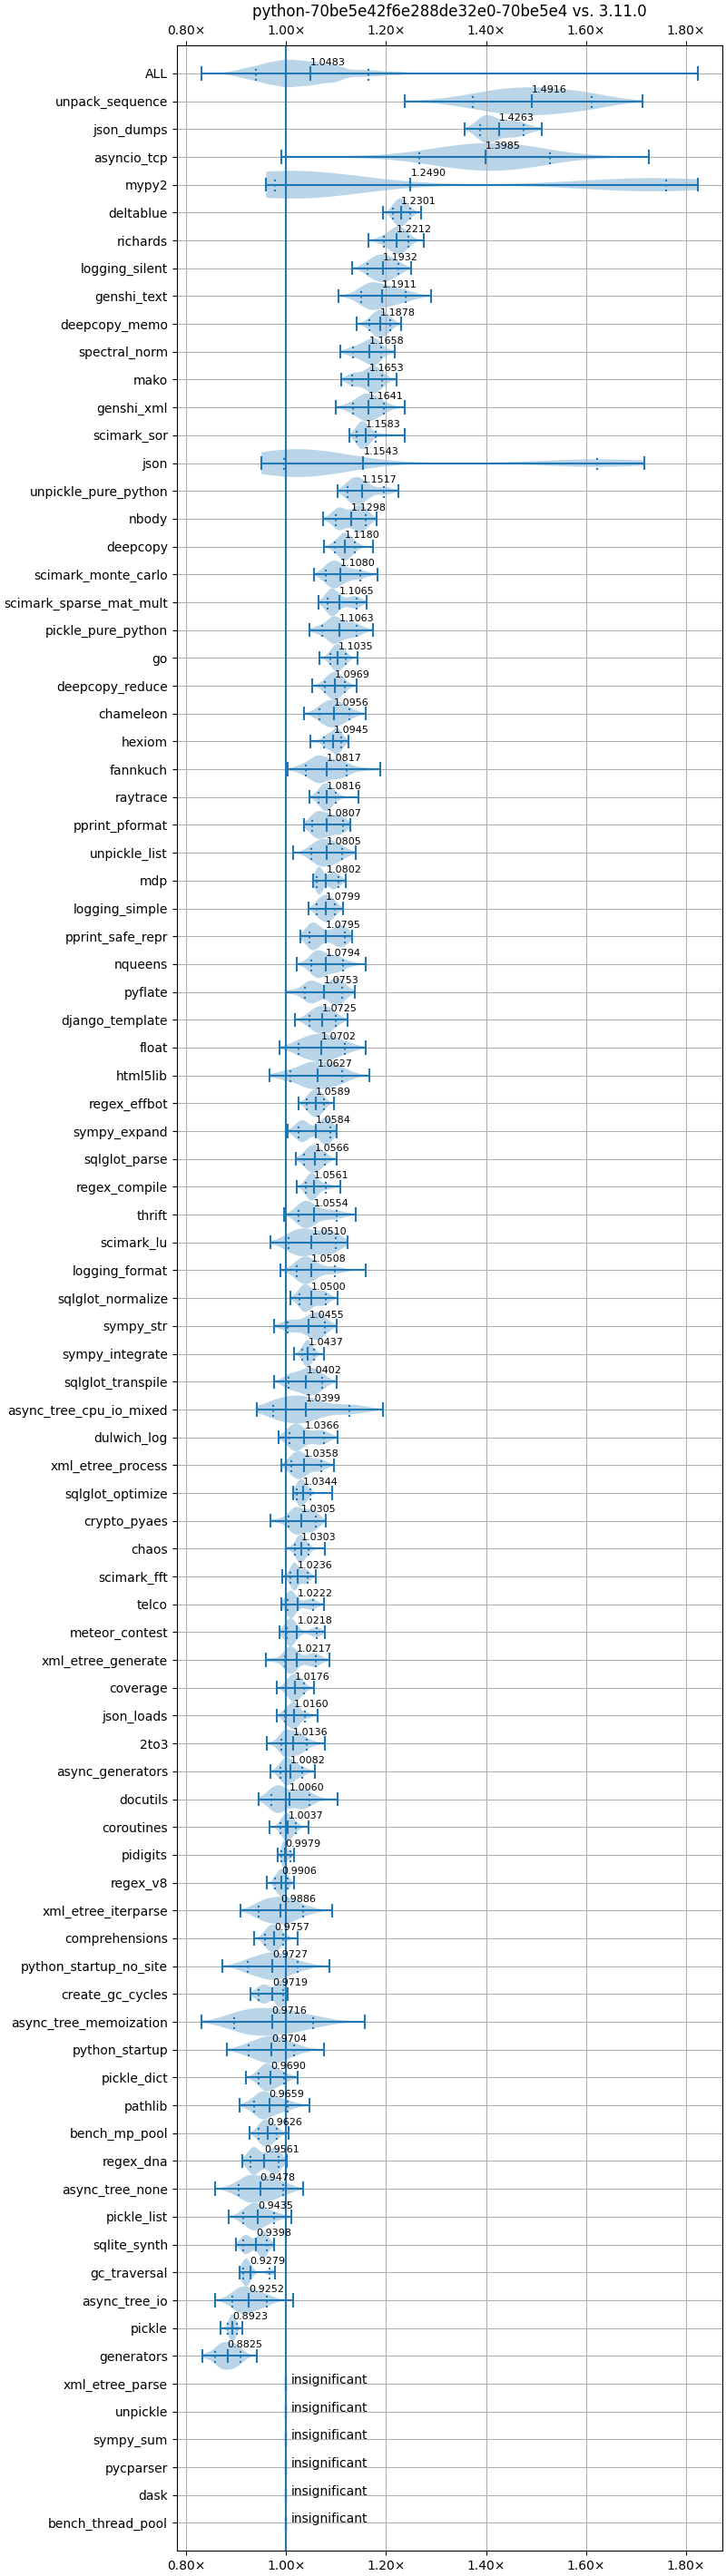 python-70be5e42f6e288de32e0-70be5e4 vs. 3.11.0
0.80× 1.00× 1.20× 1.40× 1.60× 1.80×
ALL 1.0483
unpack_sequence 1.4916
json_dumps 1.4263
asyncio_tcp 1.3985
mypy2 1.2490
deltablue 1.2301
richards 1.2212
logging_silent 1.1932
genshi_text 1.1911
deepcopy_memo 1.1878
spectral_norm 1.1658
mako 1.1653
genshi_xml 1.1641
scimark_sor 1.1583
json 1.1543
unpickle_pure_python 1.1517
nbody 1.1298
deepcopy 1.1180
scimark_monte_carlo 1.1080
scimark_sparse_mat_mult 1.1065
pickle_pure_python 1.1063
go 1.1035
deepcopy_reduce 1.0969
chameleon 1.0956
hexiom 1.0945
fannkuch 1.0817
raytrace 1.0816
pprint_pformat 1.0807
unpickle_list 1.0805
mdp 1.0802
logging_simple 1.0799
pprint_safe_repr 1.0795
nqueens 1.0794
pyflate 1.0753
django_template 1.0725
float 1.0702
html5lib 1.0627
regex_effbot 1.0589
sympy_expand 1.0584
sqlglot_parse 1.0566
regex_compile 1.0561
thrift 1.0554
scimark_lu 1.0510
logging_format 1.0508
sqlglot_normalize 1.0500
sympy_str 1.0455
sympy_integrate 1.0437
sqlglot_transpile 1.0402
async_tree_cpu_io_mixed 1.0399
dulwich_log 1.0366
xml_etree_process 1.0358
sqlglot_optimize 1.0344
crypto_pyaes 1.0305
chaos 1.0303
scimark_fft 1.0236
telco 1.0222
meteor_contest 1.0218
xml_etree_generate 1.0217
coverage 1.0176
json_loads 1.0160
2to3 1.0136
async_generators 1.0082
docutils 1.0060
coroutines 1.0037
pidigits 0.9979
regex_v8 0.9906
xml_etree_iterparse 0.9886
comprehensions 0.9757
python_startup_no_site 0.9727
create_gc_cycles 0.9719
async_tree_memoization 0.9716
python_startup 0.9704
pickle_dict 0.9690
pathlib 0.9659
bench_mp_pool 0.9626
regex_dna 0.9561
async_tree_none 0.9478
pickle_list 0.9435
sqlite_synth 0.9398
gc_traversal 0.9279
async_tree_io 0.9252
pickle 0.8923
generators 0.8825
xml_etree_parse insignificant
unpickle insignificant
sympy_sum insignificant
pycparser insignificant
dask insignificant
bench_thread_pool insignificant
0.80× 1.00× 1.20× 1.40× 1.60× 1.80×